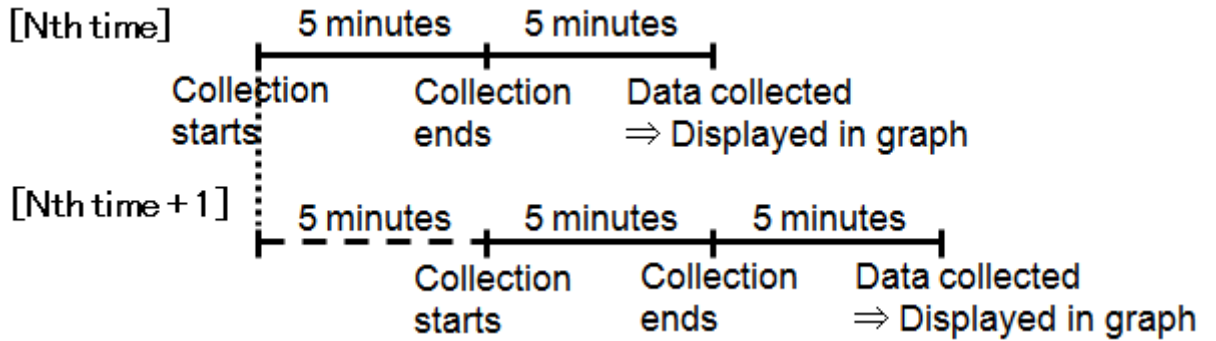 [Nth time] 5 minutes 5 minutes
Collection starts
Collection ends
Data collected
⇒ Displayed in graph
[Nth time+1]
5 minutes 5 minutes 5 minutes
Collection starts
Collection ends
Data collected
⇒ Displayed in graph